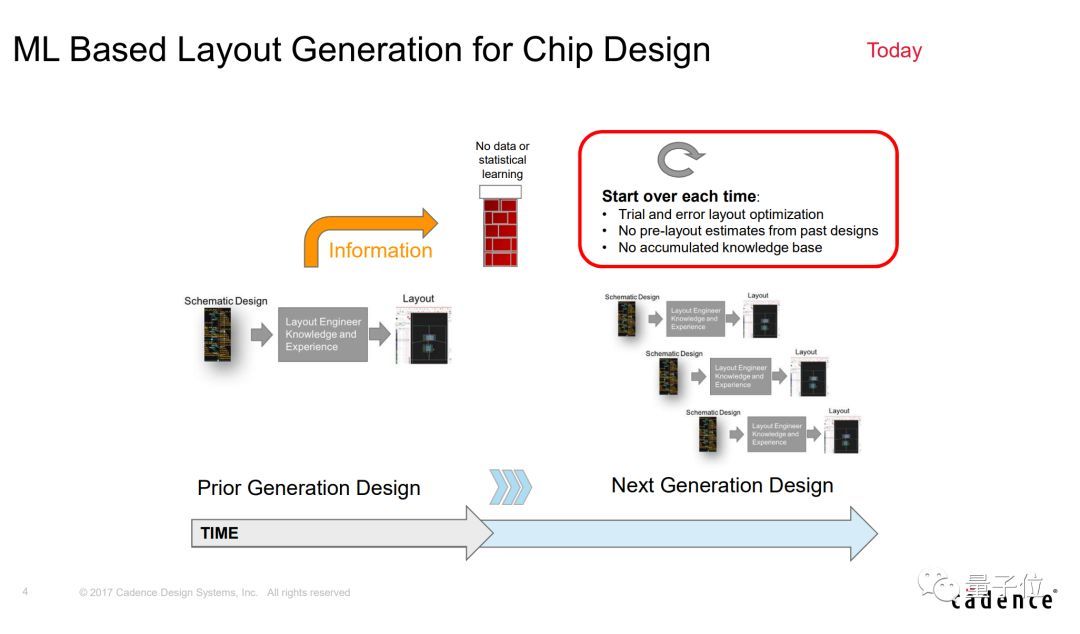 ML Based Layout Generation for Chip Design
Today
No data or
statistical
learning
Start over each time:
• Trial and error layout optimization
• No pre-layout estimates from past designs
• No accumulated knowledge base
Information
Schematic Design
Layout Engineer
Knowledge and
Experience
Layout
Schematic Design
Layout Engineer
Knowledge and
Experience
Layout
Schematic Design
Layout Engineer
Knowledge and
Experience
Layout
Schematic Design
Layout Engineer
Knowledge and
Experience
Layout
Prior Generation Design
Next Generation Design
TIME
4
© 2017 Cadence Design Systems, Inc. All rights reserved
量子位
cadence®